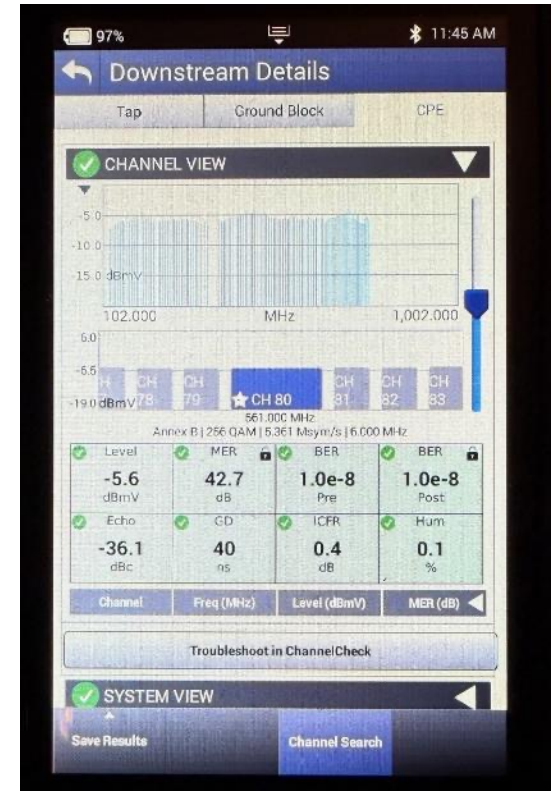 97% 11:45 AM
Downstream Details
Tap Ground Block CPE
CHANNEL VIEW
-5.0
-10.0
-15.0 dBmV
102.000 MHz 1,002.000
6.0
-6.5
-19.0 dBmV
H CH CH CH CH CH
78 79 CH 80 81 82 83
561.000 MHz
Annex B | 256 QAM | 5.361 Msym/s | 6.000 MHz
Level MER BER BER
-5.6 42.7 1.0e-8 1.0e-8
dBmV dB Pre Post
Echo GD ICFR Hum
-36.1 40 0.4 0.1
dBc ns dB %
Channel Freq (MHz) Level (dBmV) MER (dB)
Troubleshoot in ChannelCheck
SYSTEM VIEW
Save Results Channel Search